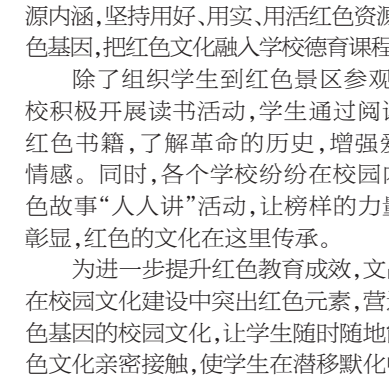 源内涵,坚持用好、用实、用活红色资源
色基因,把红色文化融入学校德育课程
除了组织学生到红色景区参观
校积极开展读书活动,学生通过阅
红色书籍,了解革命的历史,增强
情感。同时,各个学校纷纷在校园
色故事“人人讲”活动,让榜样的力
彰显,红色的文化在这里传承。
为进一步提升红色教育成效,文
在校园文化建设中突出红色元素,营
色基因的校园文化,让学生随时随地
色文化亲密接触,使学生在潜移默化